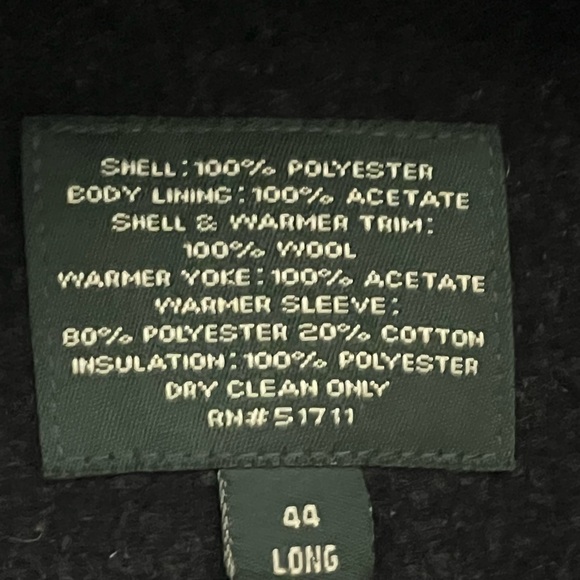 SHELL:100% POLYESTER
BODY LINING:100% ACETATE
SHELL & WARMER TRIM:
100% WOOL
WARMER YOKE:100% ACETATE
WARMER SLEEVE:
80% POLYESTER 20% COTTON
INSULATION:100% POLYESTER
DRY CLEAN ONLY
RN#51711
44
LONG